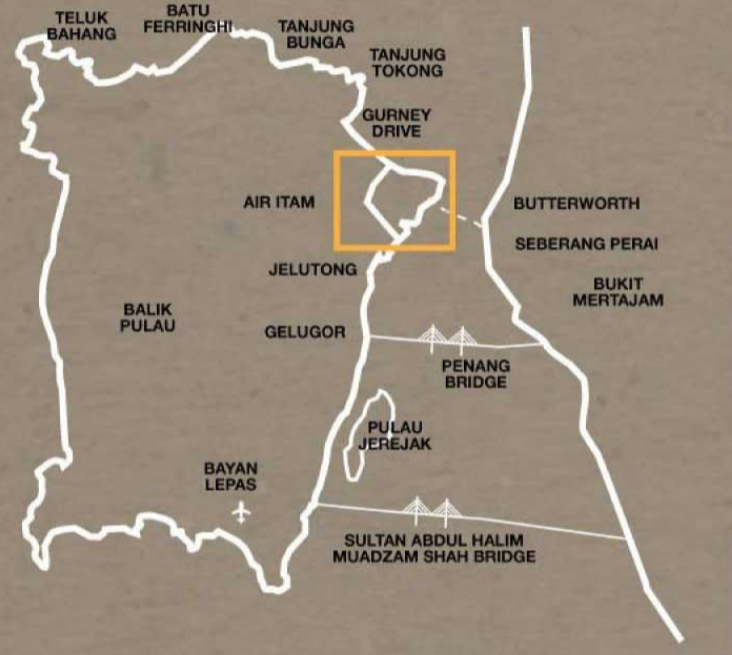 TELUK
BAHANG
BATU
FERRINGHI
TANJUNG
BUNGA
TANJUNG
TOKONG
GURNEY
DRIVE
AIR ITAM
BUTTERWORTH
SEBERANG PERAI
JELUTONG
BUKIT
MERTAJAM
BALIK
PULAU
GELUGOR
PENANG
BRIDGE
PULAU
JEREJAK
BAYAN
LEPAS
SULTAN ABDUL HALIM
MUADZAM SHAH BRIDGE